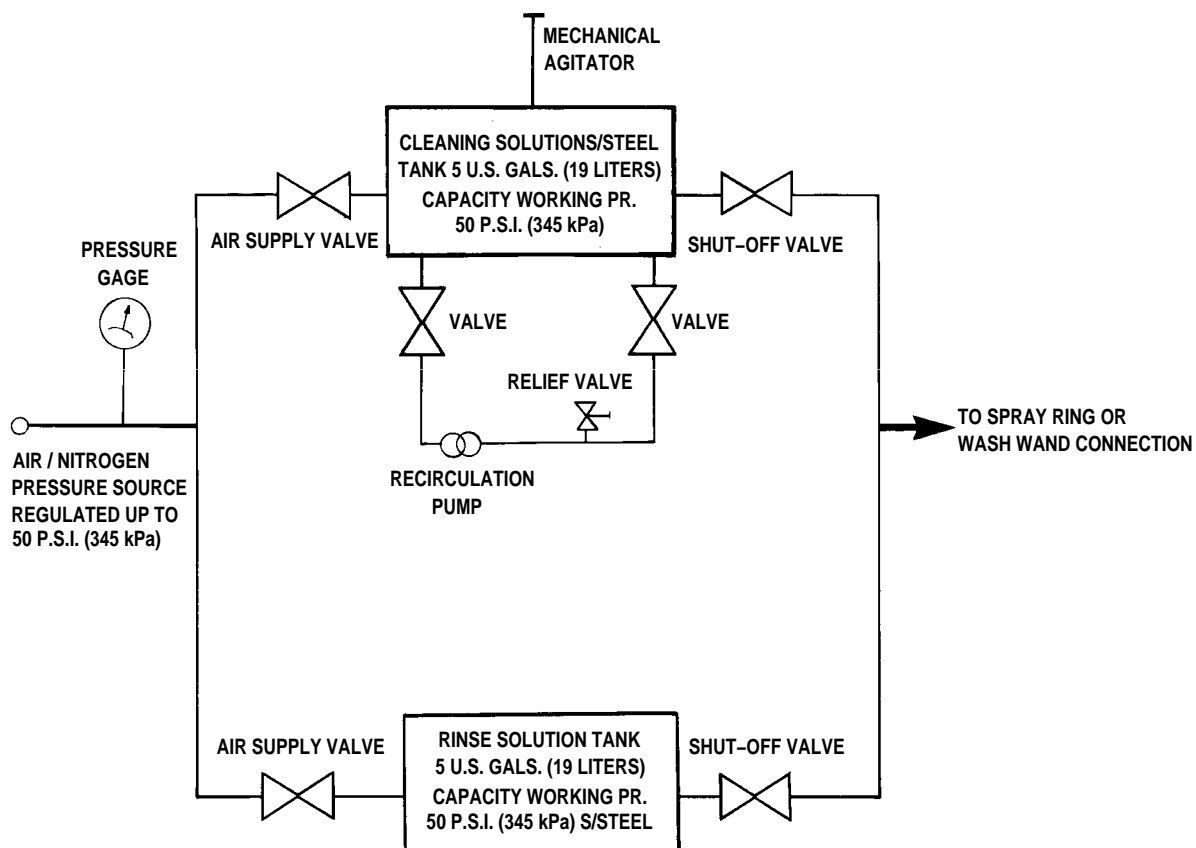 MECHANICAL
AGITATOR
CLEANING SOLUTIONS/STEEL
TANK 5 U.S. GALS. (19 LITERS)
CAPACITY WORKING PR.
50 P.S.I. (345 kPa)
AIR SUPPLY VALVE
SHUT–OFF VALVE
PRESSURE
GAGE
VALVE
VALVE
RELIEF VALVE
RECIRCULATION
PUMP
AIR / NITROGEN
PRESSURE SOURCE
REGULATED UP TO
50 P.S.I. (345 kPa)
TO SPRAY RING OR
WASH WAND CONNECTION
AIR SUPPLY VALVE
RINSE SOLUTION TANK
5 U.S. GALS. (19 LITERS)
CAPACITY WORKING PR.
50 P.S.I. (345 kPa) S/STEEL
SHUT–OFF VALVE